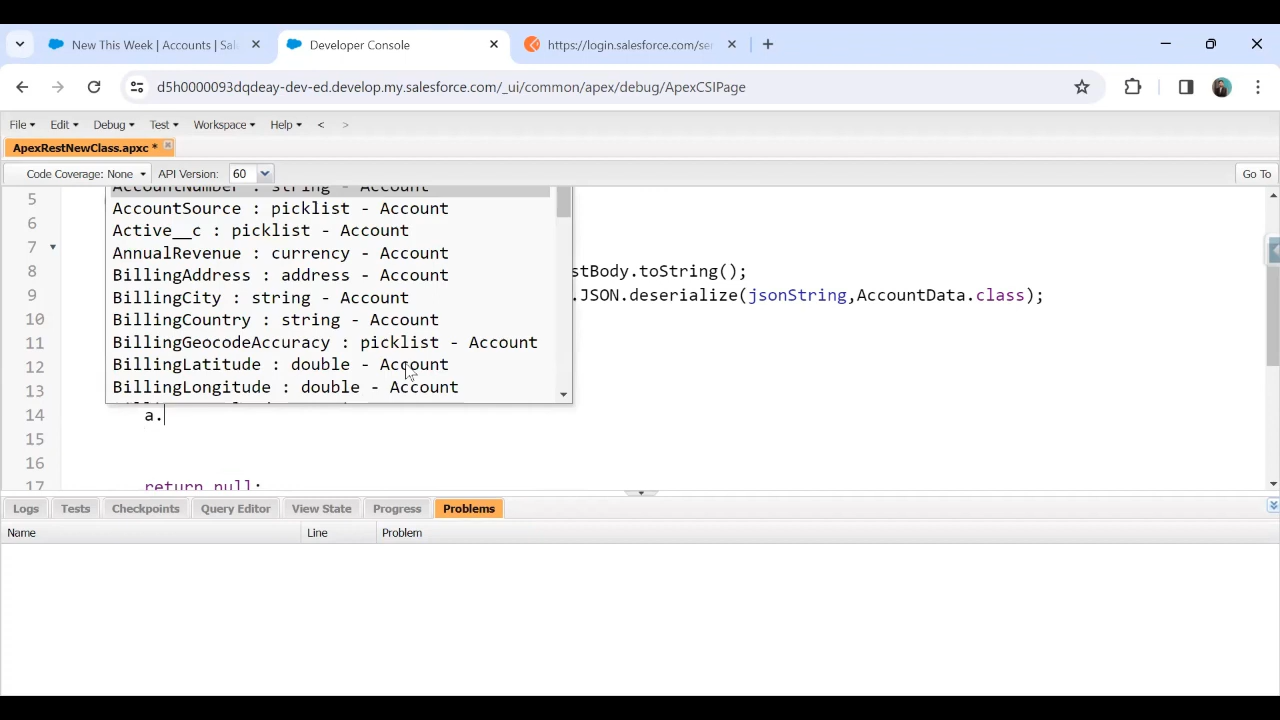 New This Week | Accounts | Sal
Developer Console
https://login.salesforce.com/ser
d5h0000093dqdeay-dev-ed.develop.my.salesforce.com/_ui/common/apex/debug/ApexCSIPage
File Edit Debug Test Workspace Help < >
ApexRestNewClass.apxc *
Code Coverage: None API Version: 60 Go To
5 AccountNumber : string - Account
AccountSource : picklist - Account
6
7 Active__c : picklist - Account
AnnualRevenue : currency - Account
8 BillingAddress : address - Account stBody.toString();
9 BillingCity : string - Account .JSON.deserialize(jsonString,AccountData.class);
10 BillingCountry : string - Account
11 BillingGeocodeAccuracy : picklist - Account
12 BillingLatitude : double - Account
13 BillingLongitude : double - Account
14 a.
15
16
17 return null;
Logs Tests Checkpoints Query Editor View State Progress Problems
Name Line Problem